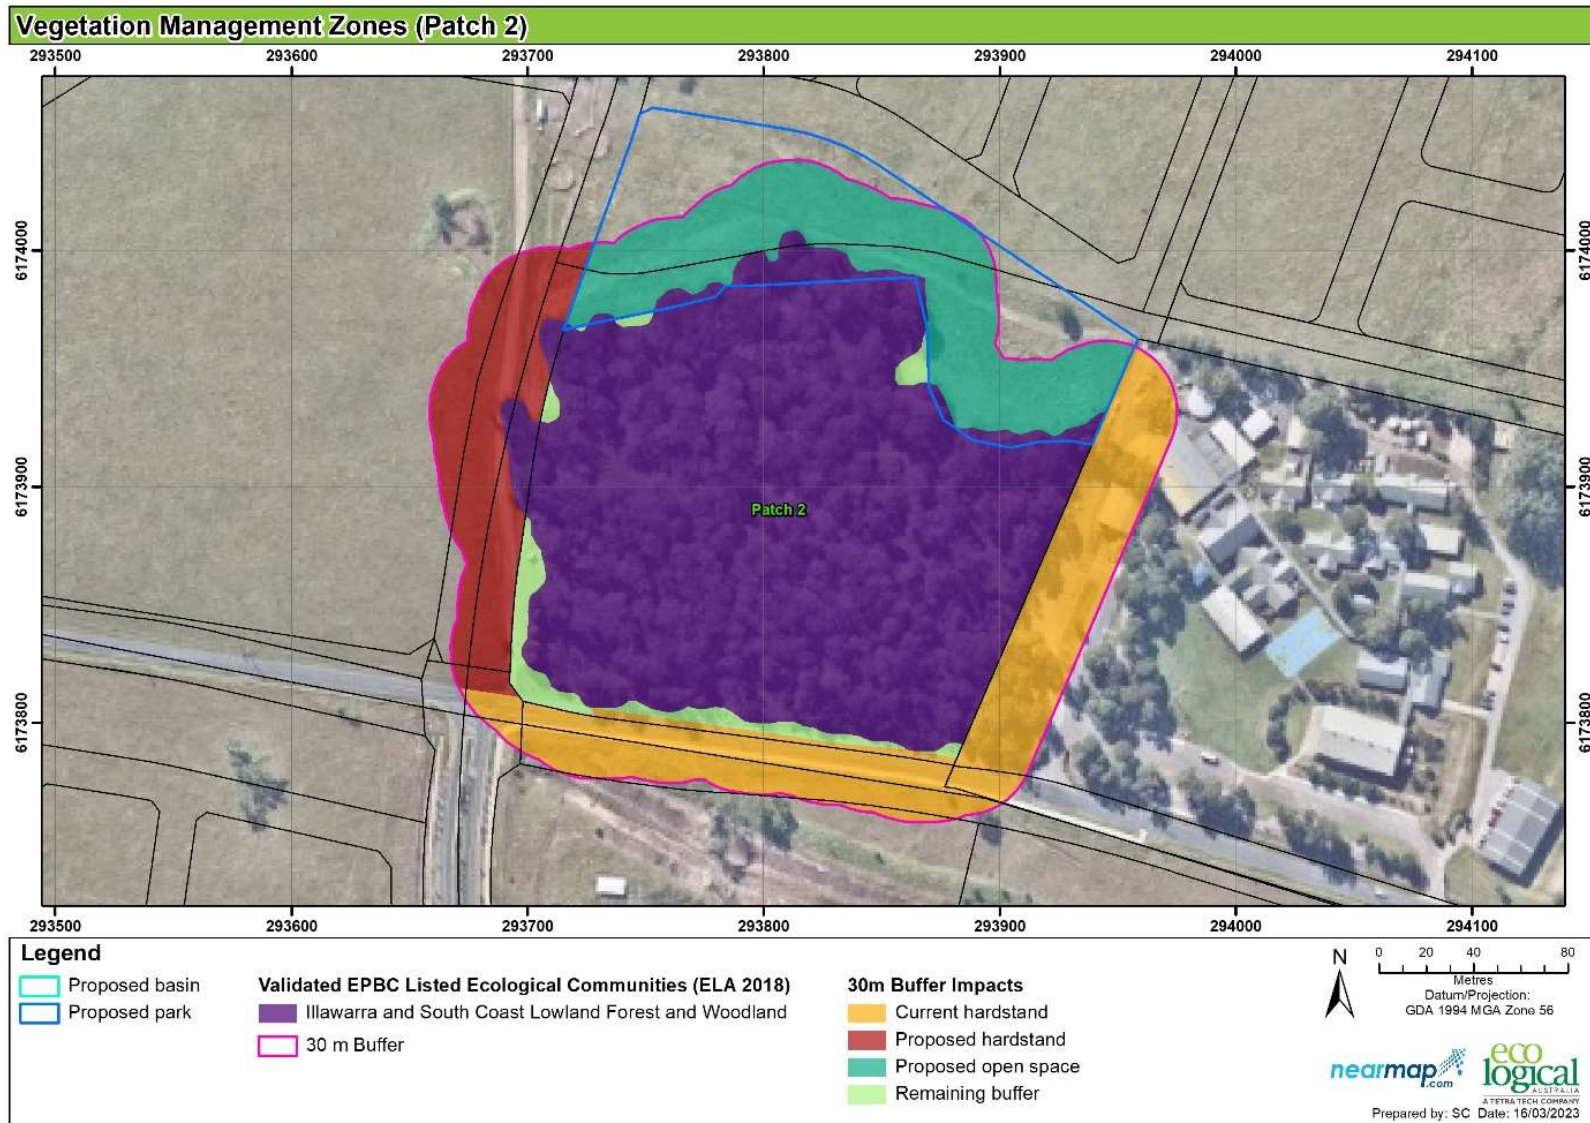 Vegetation Management Zones (Patch 2)
293500 293600 293700 293800 293900 294000 294100
6174000 6174000
6173900 6173900
Patch 2
6173800 6173800
293500 293600 293700 293800 293900 294000 294100
Legend
Proposed basin
Proposed park
Validated EPBC Listed Ecological Communities (ELA 2018)
Illawarra and South Coast Lowland Forest and Woodland
30 m Buffer
30m Buffer Impacts
Current hardstand
Proposed hardstand
Proposed open space
Remaining buffer
N
0 20 40 80
Metres
Datum/Projection:
GDA 1994 MGA Zone 56
nearmap
.com
eco
logical
AUSTRALIA
A TETRA TECH COMPANY
Prepared by: SC Date: 16/03/2023